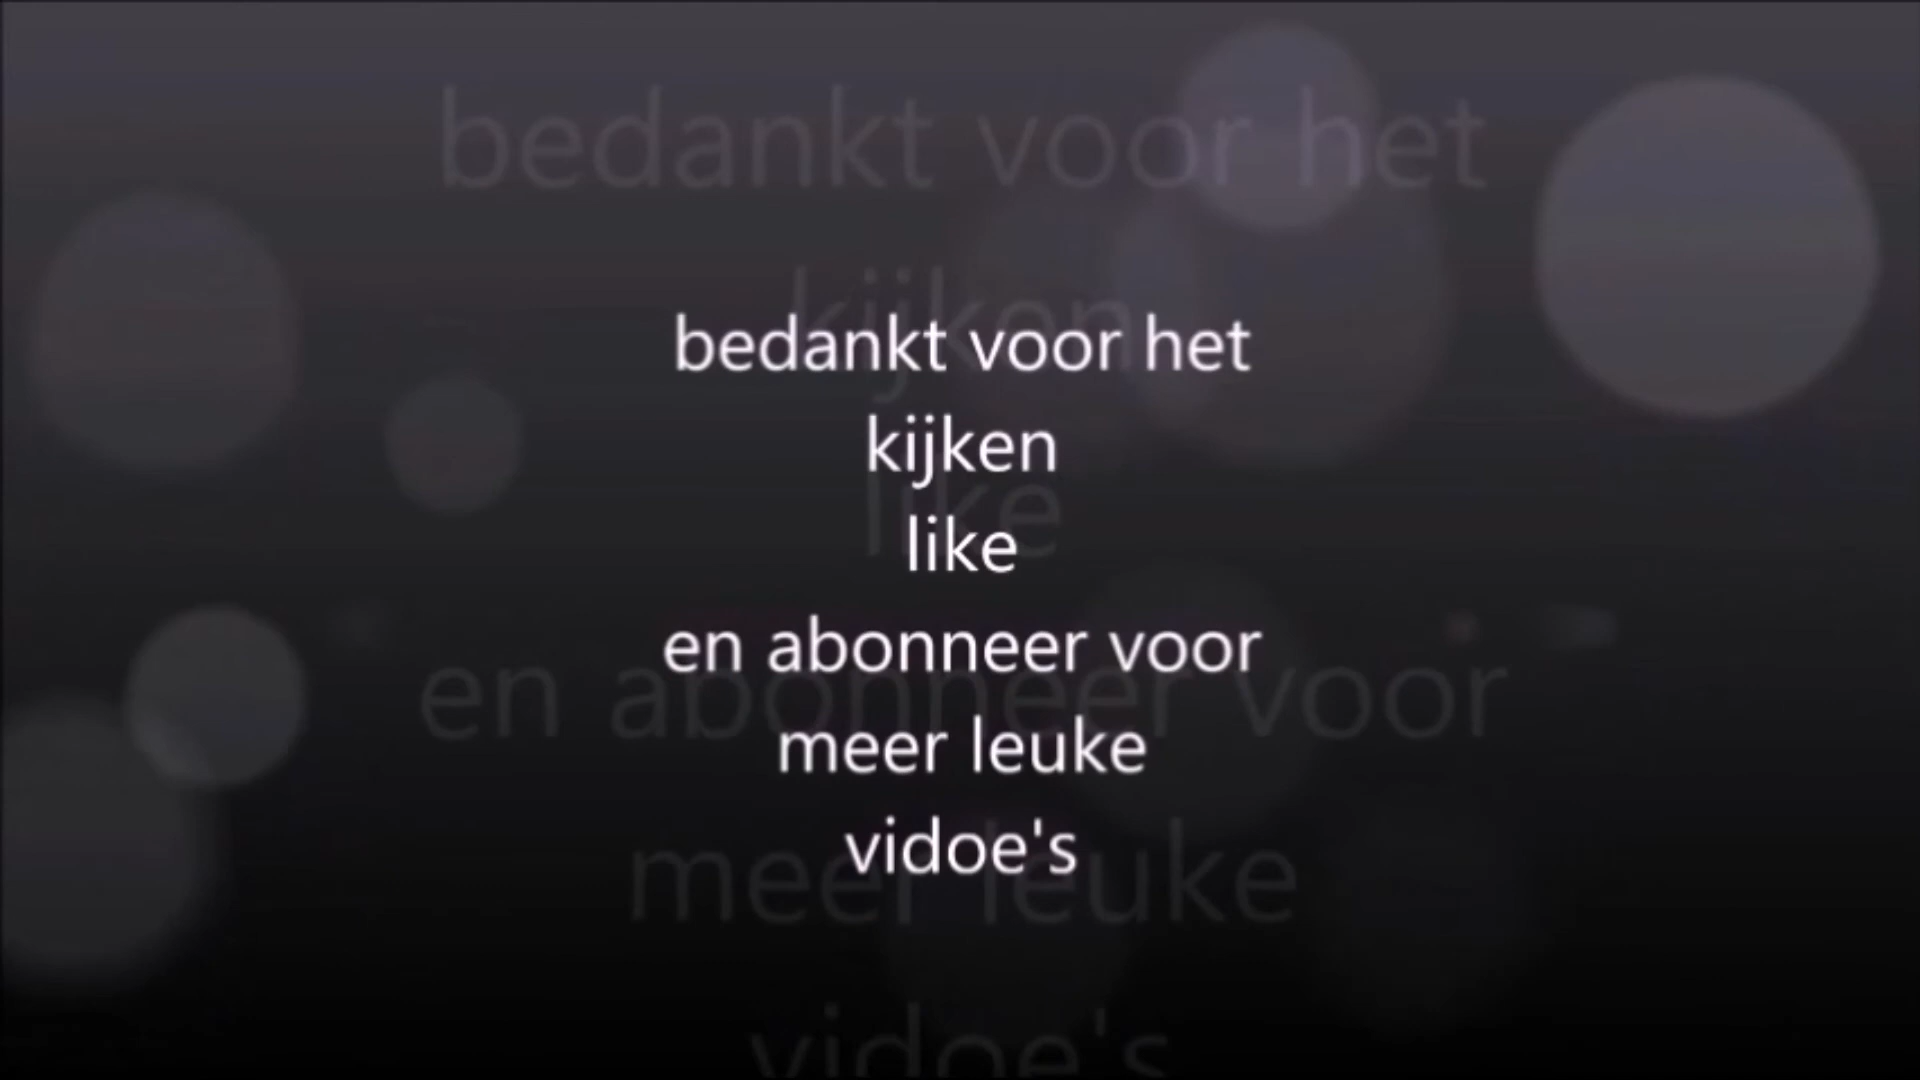 bedankt voor het
kijken
like
en abonneer voor
meer leuke
vidoe's